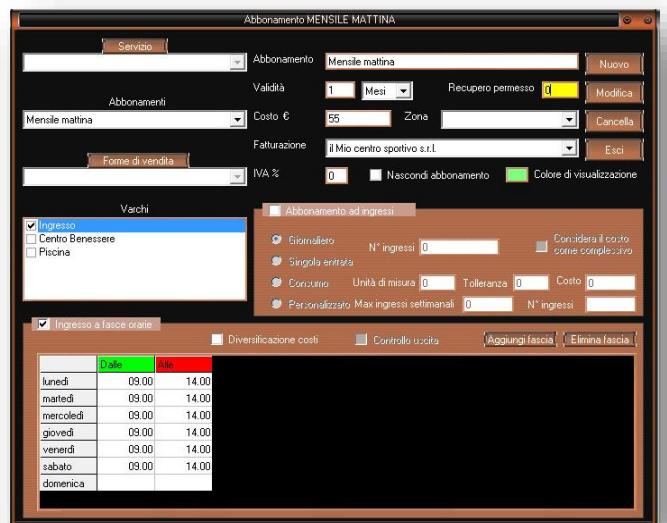 Abbonamento MENSILE MATTINA
Servizio
Abbonamento Mensile mattina Nuovo
Validità 1 Mesi Recupero permesso 0 Modifica
Abbonamenti
Mensile mattina Costo € 55 Zona Cancella
Fatturazione il Mio centro sportivo s.r.l. Esci
Forme di vendita
IVA % 0 Nascondi abbonamento Colore di visualizzazione
Varchi
Ingresso
Centro Benessere
Piscina
Abbonamento ad ingressi
Giornaliero N° ingressi 0 Considera il costo come complessivo
Singola entrata
Consumo Unità di misura 0 Tolleranza 0 Costo 0
Personalizzato Max ingressi settimanali 0 N° ingressi
Ingresso a fasce orarie
Diversificazione costi Controllo uscita Aggiungi fascia Elimina fascia
Dalle Alle
lunedì 09.00 14.00
martedì 09.00 14.00
mercoledì 09.00 14.00
giovedì 09.00 14.00
venerdì 09.00 14.00
sabato 09.00 14.00
domenica